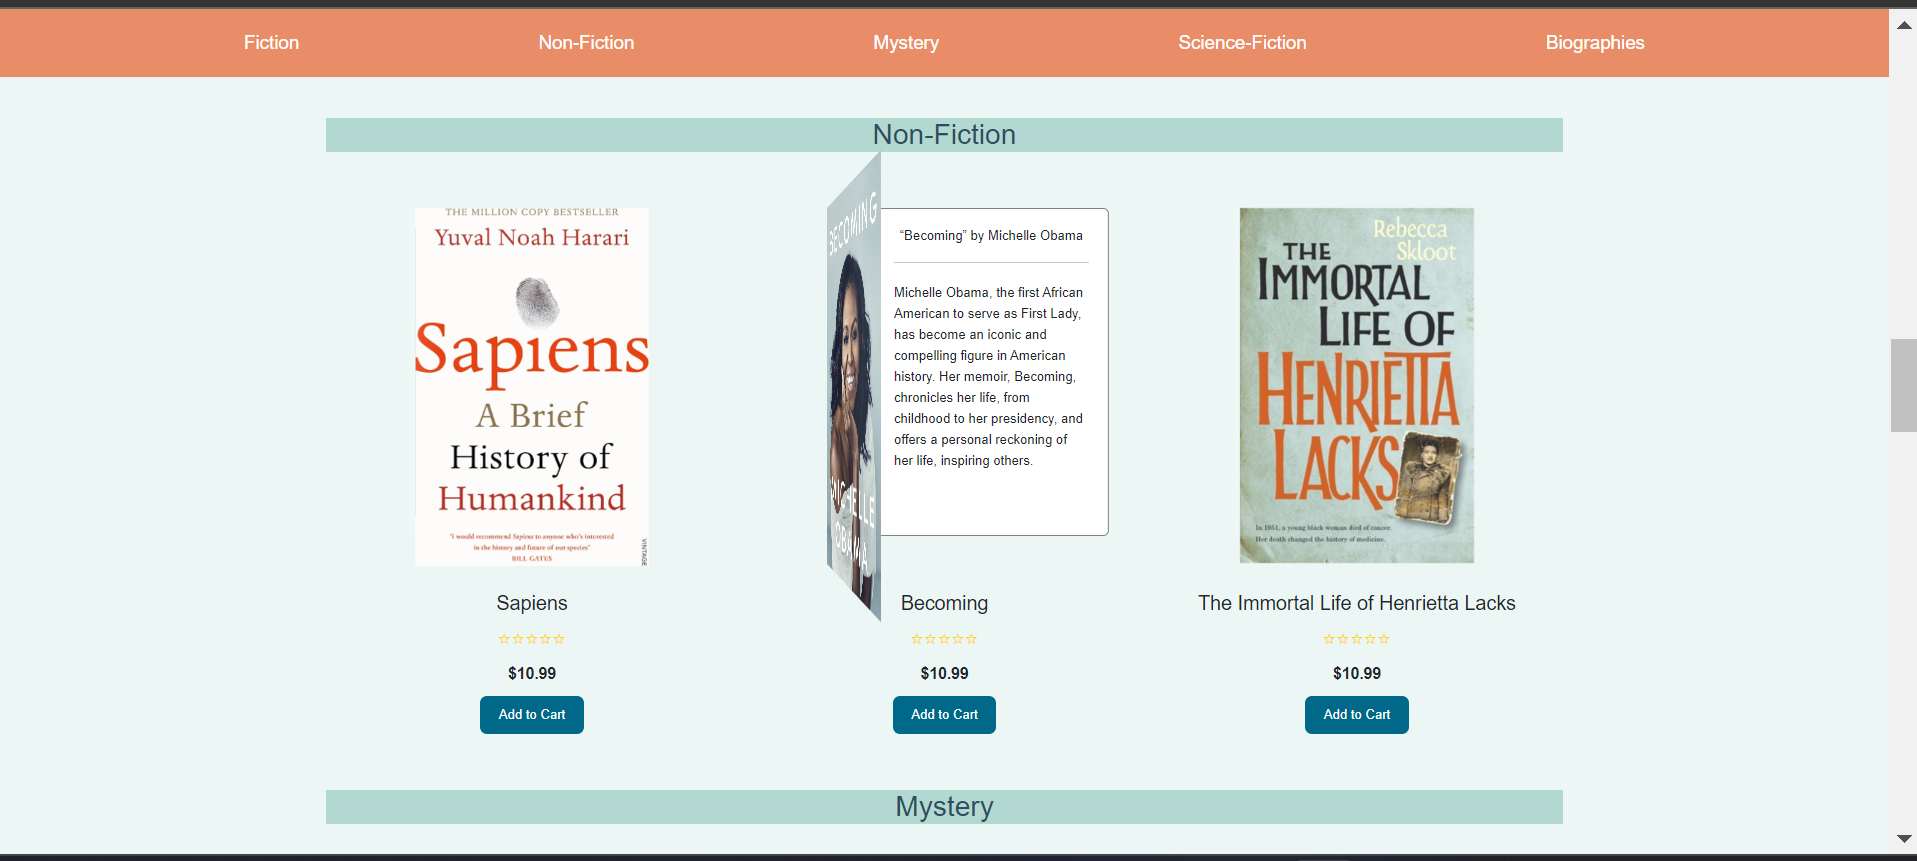 Fiction
Non-Fiction
Mystery
Science-Fiction
Biographies
Non-Fiction
THE MILLION COPY BESTSELLER
Yuval Noah Harari
Sapiens
A Brief
History of
Humankind
"I would recommend Sapiens to anyone who's interested
in the history and future of our species"
BILL GATES
VINTAGE
BECOMING
MICHELLE
OBAMA
“Becoming” by Michelle Obama
Michelle Obama, the first African
American to serve as First Lady,
has become an iconic and
compelling figure in American
history. Her memoir, Becoming,
chronicles her life, from
childhood to her presidency, and
offers a personal reckoning of
her life, inspiring others.
Rebecca
Skloot
THE
IMMORTAL
LIFE OF
HENRIETTA
LACKS
In 1951, a young black woman died of cancer.
Her death changed the history of medicine.
Sapiens
☆☆☆☆☆
$10.99
Add to Cart
Becoming
☆☆☆☆☆
$10.99
Add to Cart
The Immortal Life of Henrietta Lacks
☆☆☆☆☆
$10.99
Add to Cart
Mystery